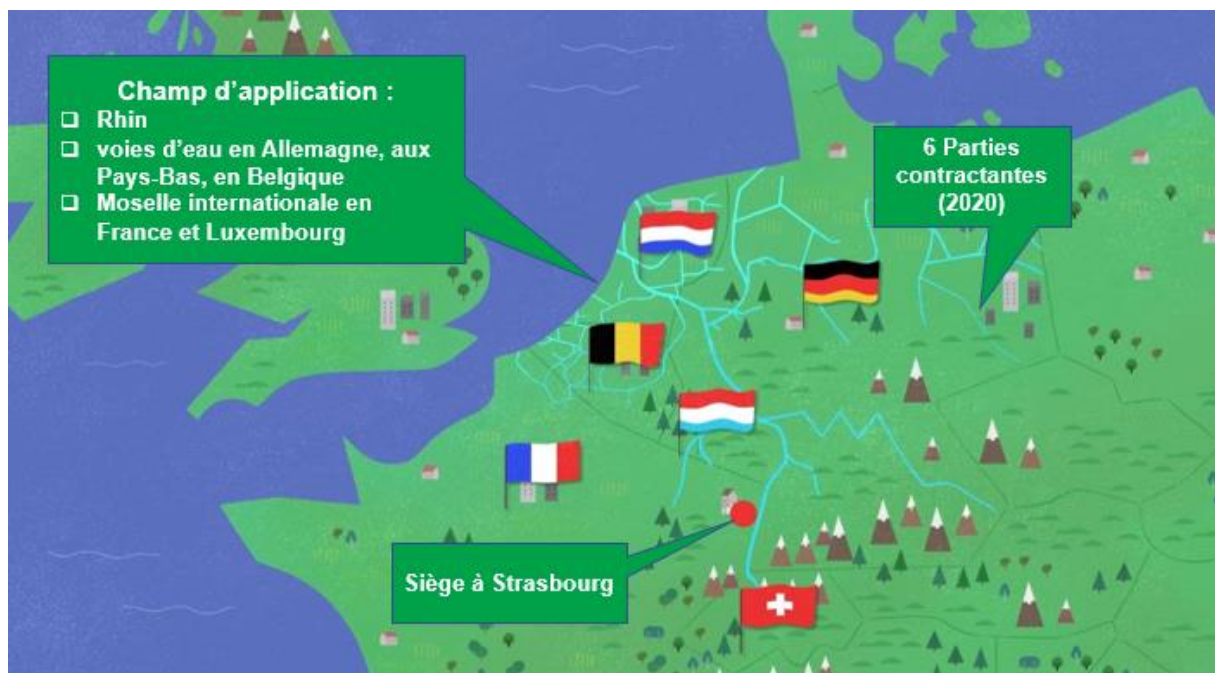 Champ d’application :
❑ Rhin
❑ voies d’eau en Allemagne, aux
Pays-Bas, en Belgique
❑ Moselle internationale en
France et Luxembourg
6 Parties
contractantes
(2020)
Siège à Strasbourg